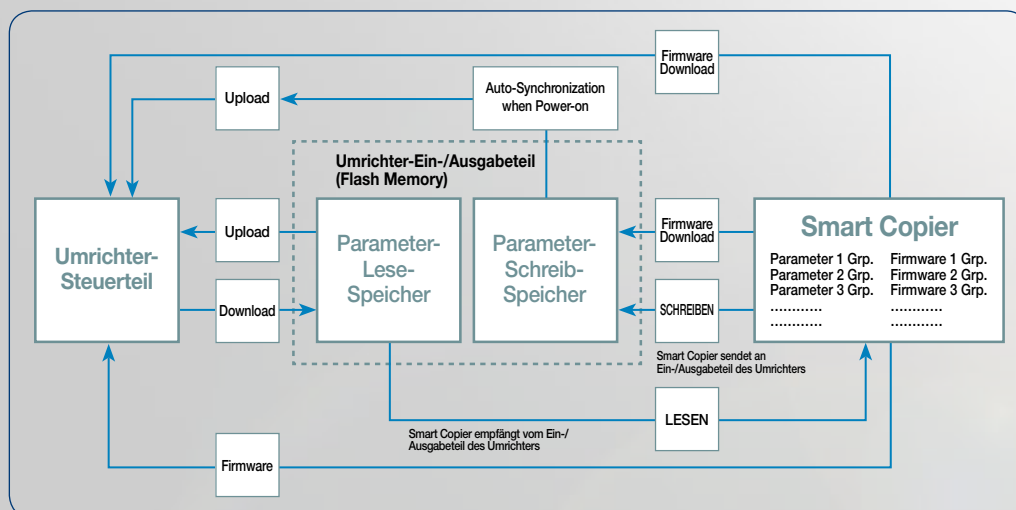 Firmware
Download
Upload
Auto-Synchronization
when Power-on
Umrichter-Ein-/Ausgabeteil
(Flash Memory)
Umrichter-
Steuerteil
Upload
Download
Parameter-
Lese-
Speicher
Parameter-
Schreib-
Speicher
Firmware
Download
SCHREIBEN
Smart Copier sendet an
Ein-/Ausgabeteil des Umrichters
Smart Copier
Parameter 1 Grp. Firmware 1 Grp.
Parameter 2 Grp. Firmware 2 Grp.
Parameter 3 Grp. Firmware 3 Grp.
............ ............
............ ............
LESEN
Smart Copier empfängt vom Ein-/
Ausgabeteil des Umrichters
Firmware